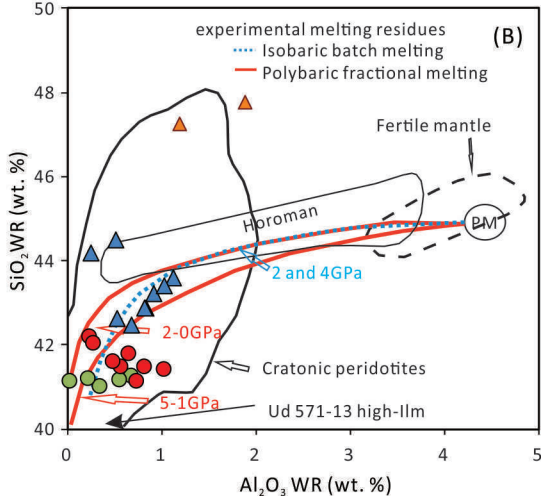 experimental melting residues
(B)
Isobaric batch melting
Polybaric fractional melting
Fertile mantle
Horoman
PM
2 and 4GPa
2-0GPa
Cratonic peridotites
5-1GPa
Ud 571-13 high-Ilm
50
48
46
44
42
40
SiO₂ WR (wt. %)
0 1 2 3 4 5
Al₂O₃ WR (wt. %)